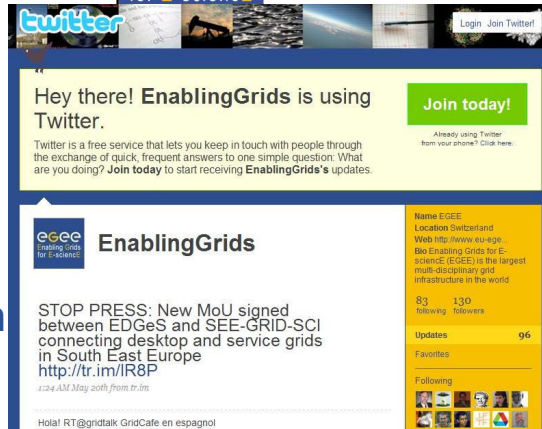 for E-sciencE
twitter
Login Join Twitter!
Hey there! EnablingGrids is using
Twitter.
Twitter is a free service that lets you keep in touch with people through
the exchange of quick, frequent answers to one simple question: What
are you doing? Join today to start receiving EnablingGrids's updates.
Join today!
Already using Twitter
from your phone? Click here.
egee
Enabling Grids
for E-sciencE
EnablingGrids
STOP PRESS: New MoU signed
between EDGeS and SEE-GRID-SCI
connecting desktop and service grids
in South East Europe
http://tr.im/lR8P
1:24 AM May 20th from tr.im
Hola! RT@gridtalk GridCafe en espagnol
Name EGEE
Location Switzerland
Web http://www.eu-ege...
Bio Enabling Grids for E-
sciencE (EGEE) is the largest
multi-disciplinary grid
infrastructure in the world
83 130
following followers
Updates 96
Favorites
Following